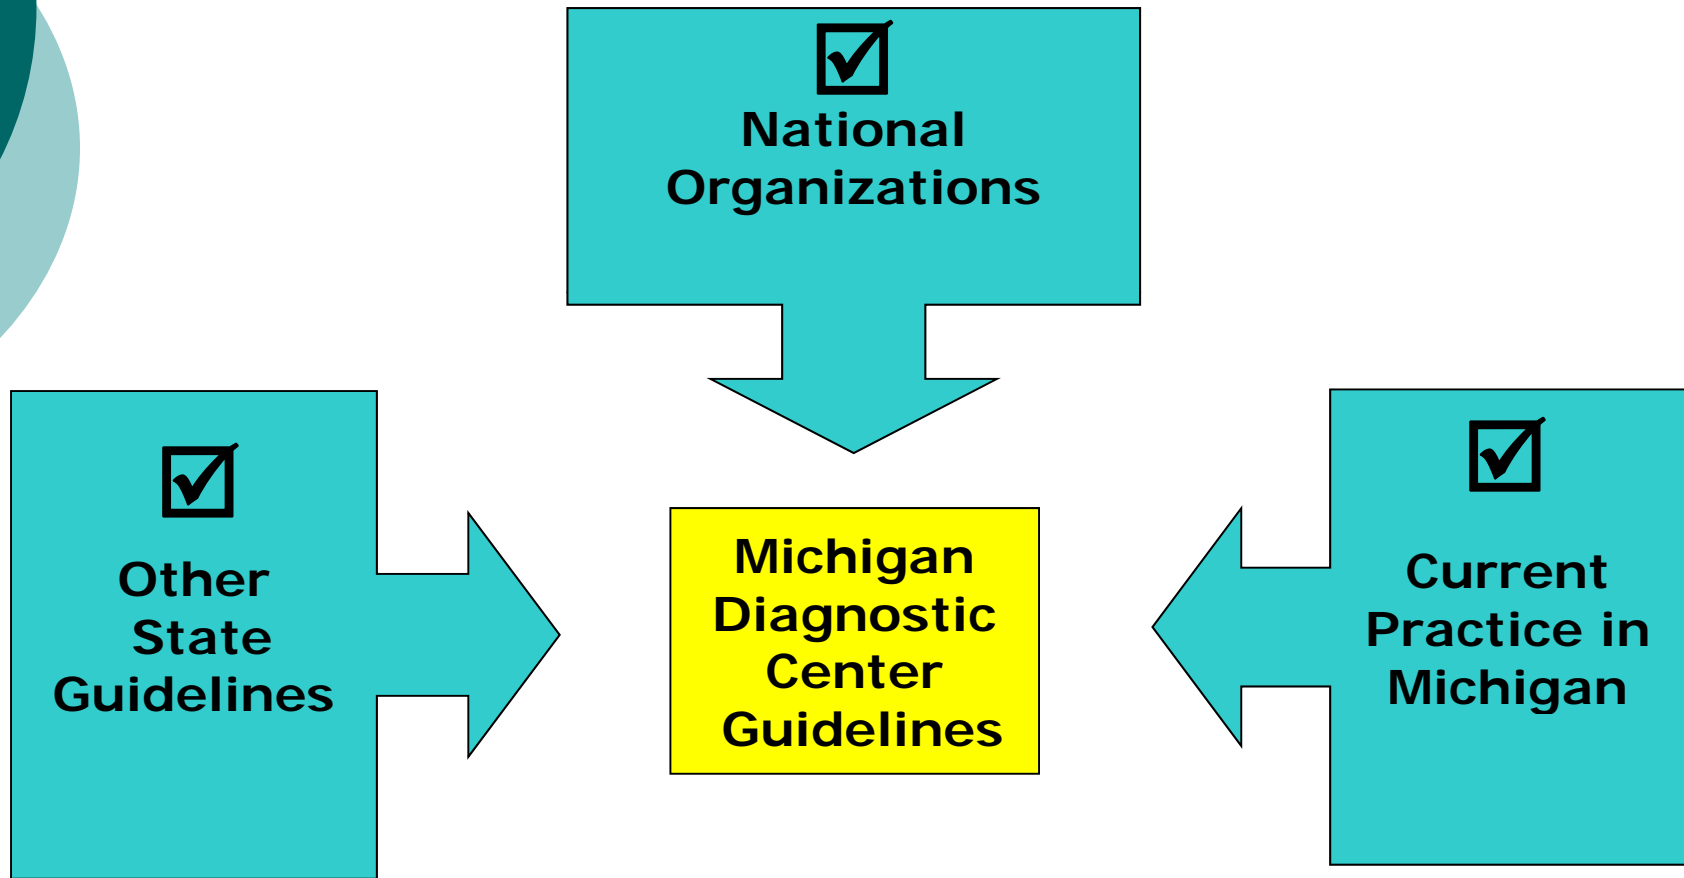 National
Organizations
Other
State
Guidelines
Michigan
Diagnostic
Center
Guidelines
Current
Practice in
Michigan